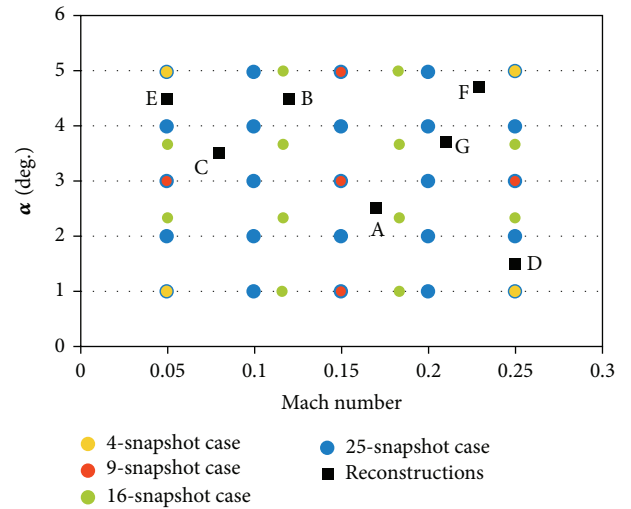 6
5
E
B
F
4
C
G
α (deg.)
3
A
2
D
1
0
0
0.05
0.1
0.15
0.2
0.25
0.3
Mach number
4-snapshot case
25-snapshot case
9-snapshot case
Reconstructions
16-snapshot case